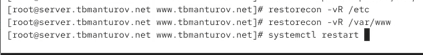 [root@server.tbmanturov.net www.tbmanturov.net]# restorecon -vR /etc
[root@server.tbmanturov.net www.tbmanturov.net]# restorecon -vR /var/www
[root@server.tbmanturov.net www.tbmanturov.net]# systemctl restart